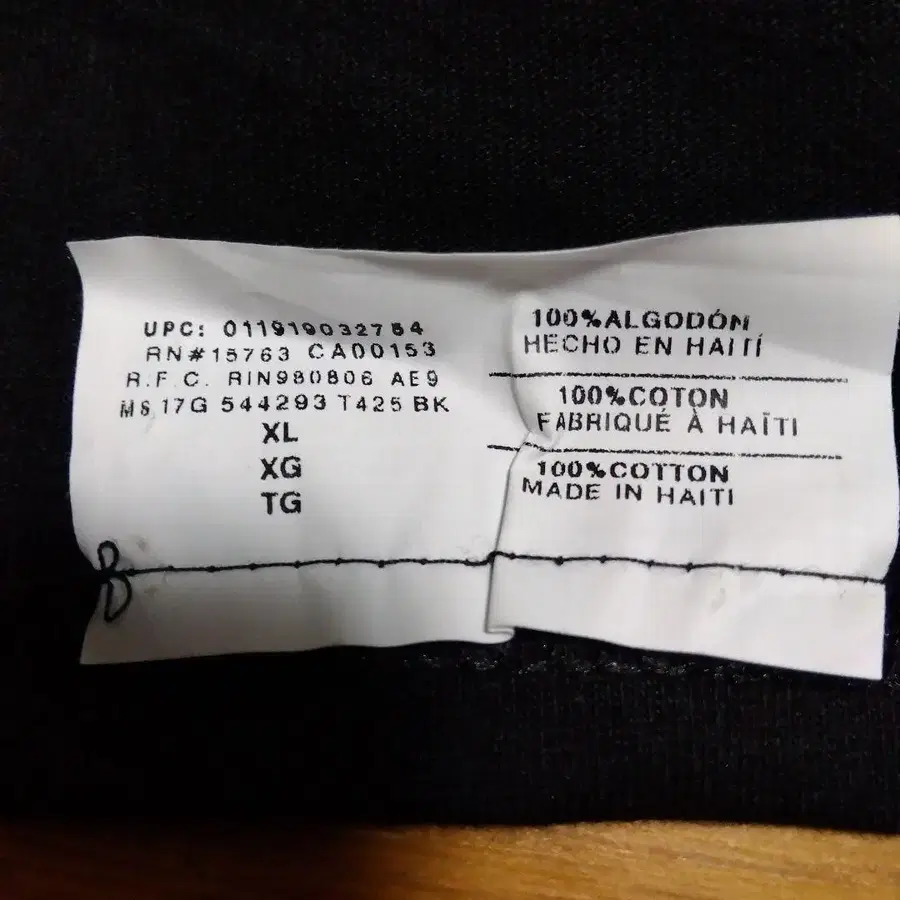 UPC: 011919032764
RN#15763 CA00153
R.F.C. RIN980806 AE9
MS 17G 544293 T425 BK
XL
XG
TG
100%ALGODÓN
HECHO EN HAITÍ
100%COTON
FABRIQUÉ À HAÏTI
100%COTTON
MADE IN HAITI